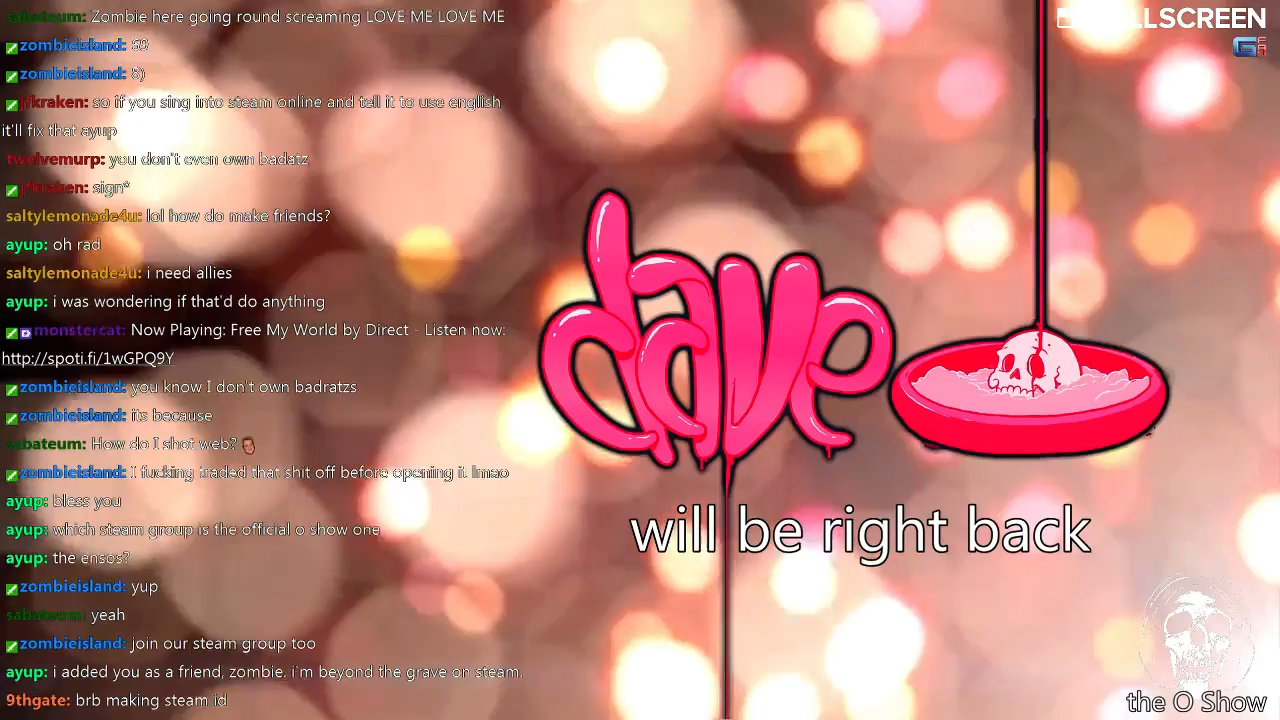 sabateum: Zombie here going round screaming LOVE ME LOVE ME
zombieisland: 69
zombieisland: 8)
jfkraken: so if you sing into steam online and tell it to use english
it'll fix that ayup
twelvemurp: you don't even own badatz
jfkraken: sign*
saltylemonade4u: lol how do make friends?
ayup: oh rad
saltylemonade4u: i need allies
ayup: i was wondering if that'd do anything
monstercat: Now Playing: Free My World by Direct - Listen now:
http://spoti.fi/1wGPQ9Y
zombieisland: you know I don't own badratzs
zombieisland: its because
sabateum: How do I shot web?
zombieisland: I fucking traded that shit off before opening it lmao
ayup: bless you
ayup: which steam group is the official o show one
ayup: the ensos?
zombieisland: yup
sabateum: yeah
zombieisland: join our steam group too
ayup: i added you as a friend, zombie. i'm beyond the grave on steam.
9thgate: brb making steam id
dave
will be right back
the O Show